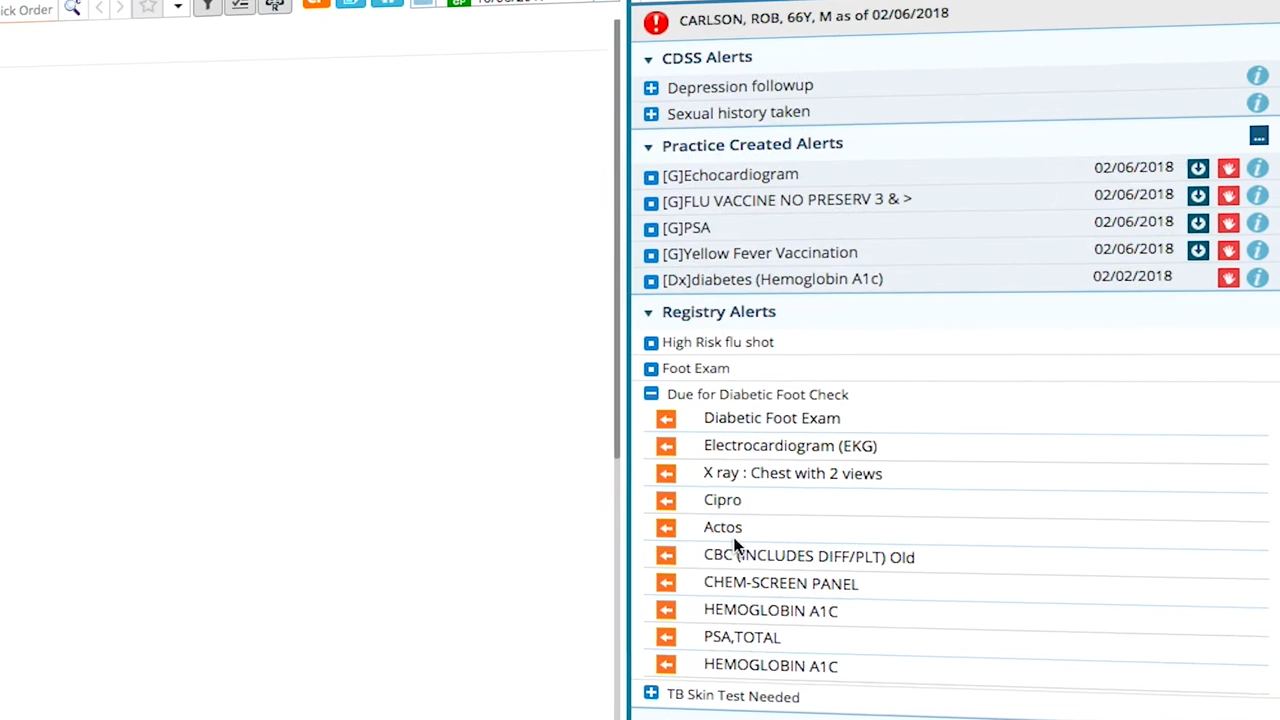 ick Order
CARLSON, ROB, 66Y, M as of 02/06/2018
CDSS Alerts
Depression followup
Sexual history taken
Practice Created Alerts
[G]Echocardiogram 02/06/2018
[G]FLU VACCINE NO PRESERV 3 & > 02/06/2018
[G]PSA 02/06/2018
[G]Yellow Fever Vaccination 02/06/2018
[Dx]diabetes (Hemoglobin A1c) 02/02/2018
Registry Alerts
High Risk flu shot
Foot Exam
Due for Diabetic Foot Check
Diabetic Foot Exam
Electrocardiogram (EKG)
X ray : Chest with 2 views
Cipro
Actos
CBC (INCLUDES DIFF/PLT) Old
CHEM-SCREEN PANEL
HEMOGLOBIN A1C
PSA,TOTAL
HEMOGLOBIN A1C
TB Skin Test Needed